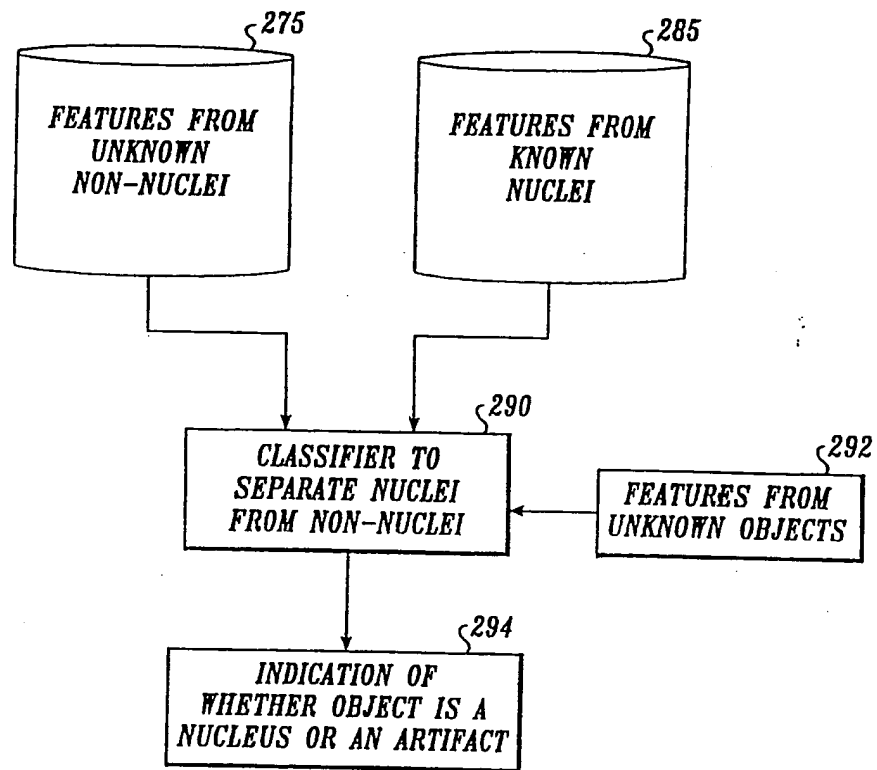 275
FEATURES FROM
UNKNOWN
NON-NUCLEI
285
FEATURES FROM
KNOWN
NUCLEI
290
CLASSIFIER TO
SEPARATE NUCLEI
FROM NON-NUCLEI
292
FEATURES FROM
UNKNOWN OBJECTS
294
INDICATION OF
WHETHER OBJECT IS A
NUCLEUS OR AN ARTIFACT